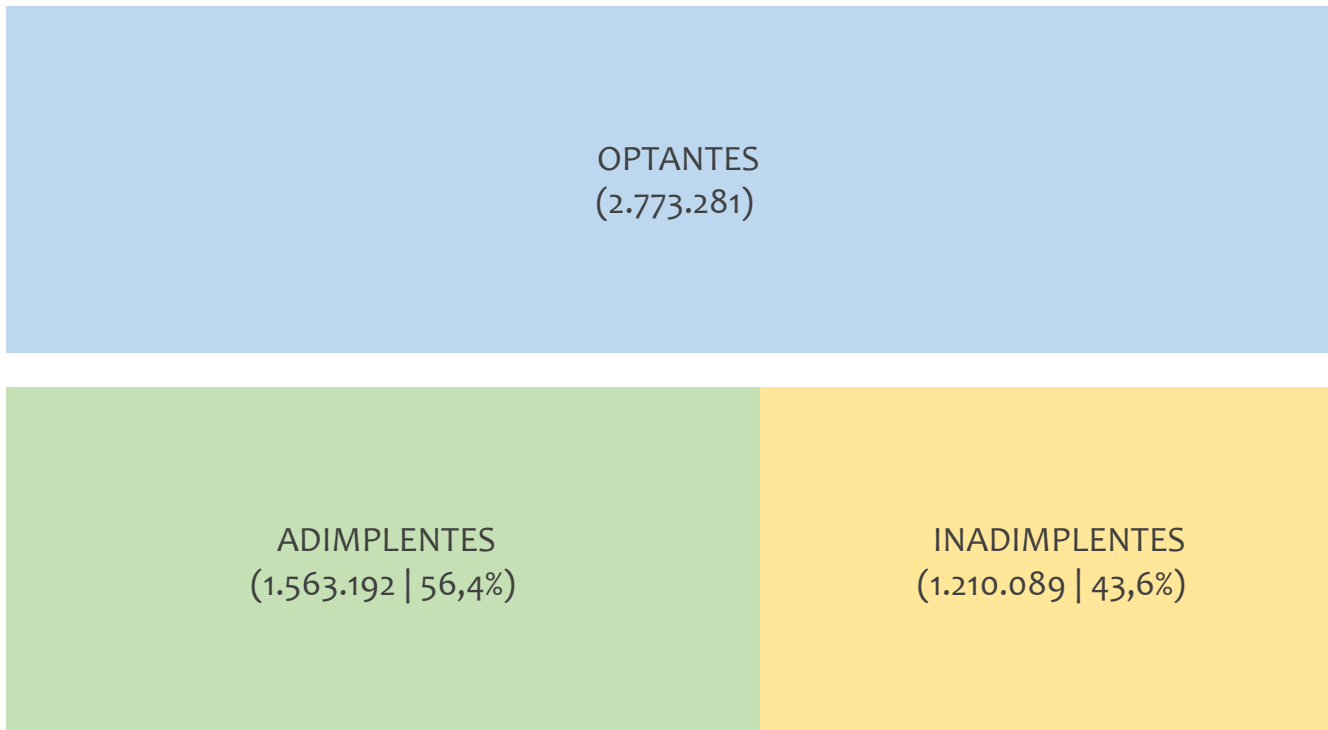 OPTANTES
(2.773.281)
ADIMPLENTES
(1.563.192 | 56,4%)
INADIMPLENTES
(1.210.089 | 43,6%)